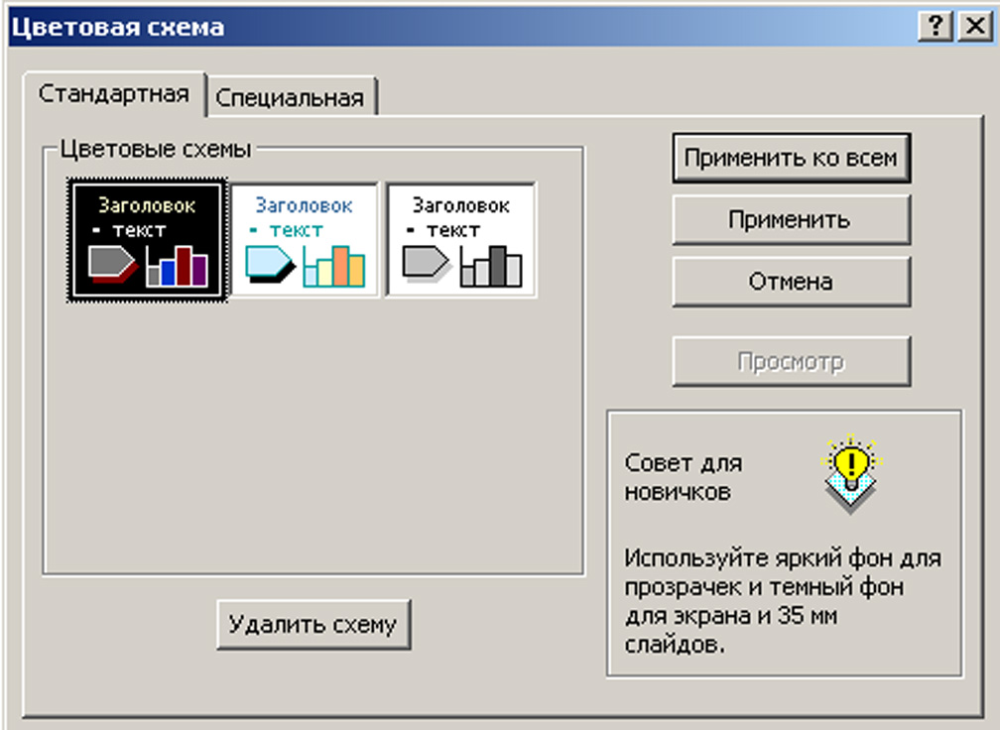 Цветовая схема
Стандартная
Специальная
Цветовые схемы
Заголовок
- текст
Заголовок
- текст
Заголовок
- текст
Применить ко всем
Применить
Отмена
Просмотр
Совет для
новичков
Используйте яркий фон для
прозрачек и темный фон
для экрана и 35 мм
слайдов.
Удалить схему